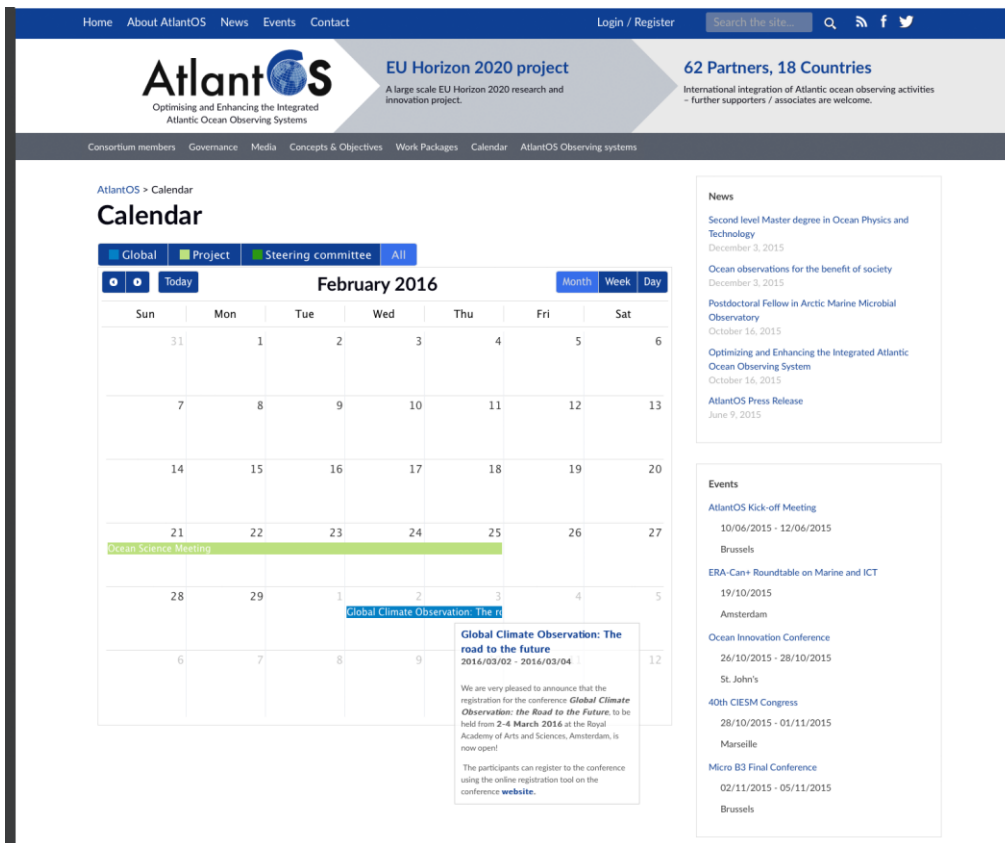 Home About AtlantOS News Events Contact Login / Register Search the site...
AtlantOS
Optimising and Enhancing the Integrated
Atlantic Ocean Observing Systems
EU Horizon 2020 project
A large scale EU Horizon 2020 research and
innovation project.
62 Partners, 18 Countries
International integration of Atlantic ocean observing activities
– further supporters / associates are welcome.
Consortium members Governance Media Concepts & Objectives Work Packages Calendar AtlantOS Observing systems
AtlantOS > Calendar
Calendar
Global Project Steering committee All
Today February 2016 Month Week Day
Sun Mon Tue Wed Thu Fri Sat
31 1 2 3 4 5 6
7 8 9 10 11 12 13
14 15 16 17 18 19 20
21 22 23 24 25 26 27
Ocean Science Meeting
28 29 1 2 3 4 5
Global Climate Observation: The ro
6 7 8 9 1 12
Global Climate Observation: The
road to the future
2016/03/02 - 2016/03/04
We are very pleased to announce that the
registration for the conference Global Climate
Observation: the Road to the Future, to be
held from 2-4 March 2016 at the Royal
Academy of Arts and Sciences, Amsterdam, is
now open!
The participants can register to the conference
using the online registration tool on the
conference website.
News
Second level Master degree in Ocean Physics and
Technology
December 3, 2015
Ocean observations for the benefit of society
December 3, 2015
Postdoctoral Fellow in Arctic Marine Microbial
Observatory
October 16, 2015
Optimizing and Enhancing the Integrated Atlantic
Ocean Observing System
October 16, 2015
AtlantOS Press Release
June 9, 2015
Events
AtlantOS Kick-off Meeting
10/06/2015 - 12/06/2015
Brussels
ERA-Can+ Roundtable on Marine and ICT
19/10/2015
Amsterdam
Ocean Innovation Conference
26/10/2015 - 28/10/2015
St. John's
40th CIESM Congress
28/10/2015 - 01/11/2015
Marseille
Micro B3 Final Conference
02/11/2015 - 05/11/2015
Brussels